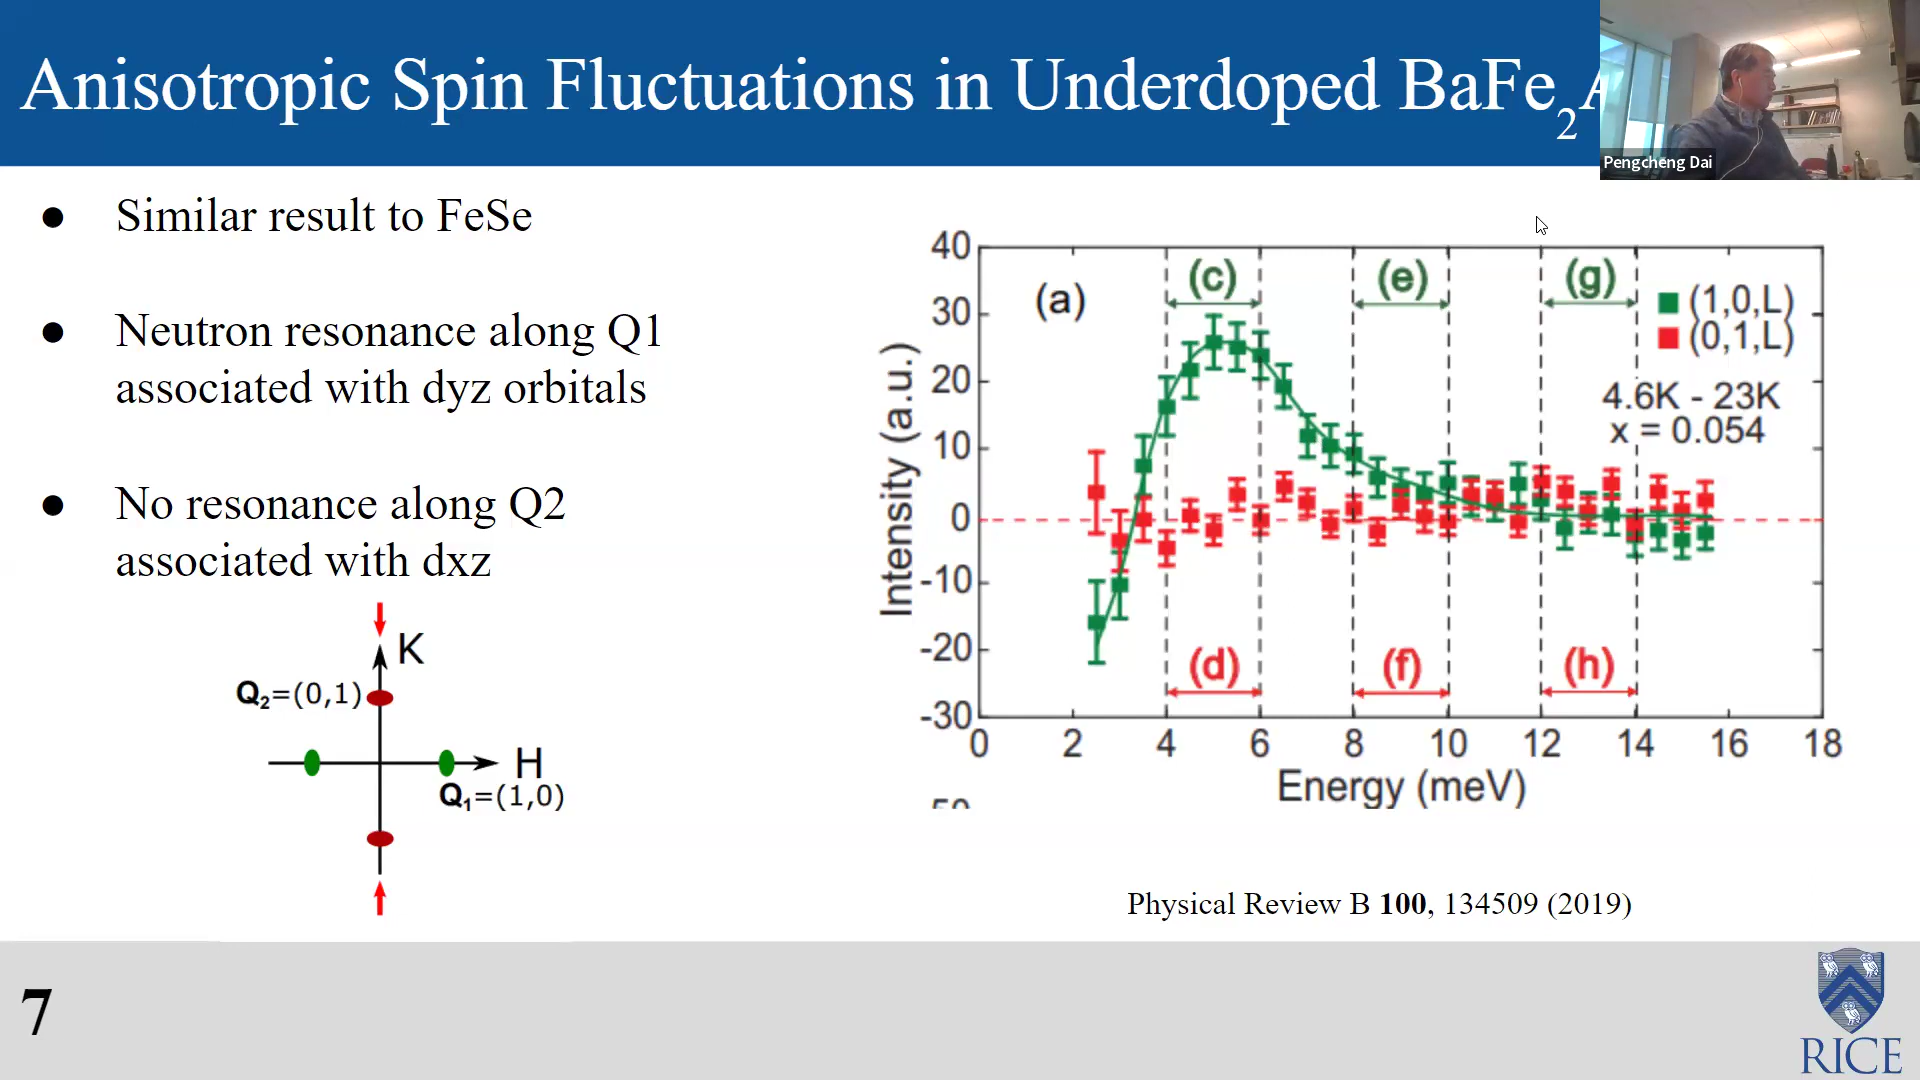 Anisotropic Spin Fluctuations in Underdoped BaFe2A
Pengcheng Dai
● Similar result to FeSe
● Neutron resonance along Q1
associated with dyz orbitals
● No resonance along Q2
associated with dxz
K
Q2=(0,1)
H
Q1=(1,0)
40
30
20
10
0
-10
-20
-30
Intensity (a.u.)
(a)
(c)
(e)
(g)
(1,0,L)
(0,1,L)
4.6K - 23K
x = 0.054
(d)
(f)
(h)
0 2 4 6 8 10 12 14 16 18
Energy (meV)
Physical Review B 100, 134509 (2019)
7
RICE